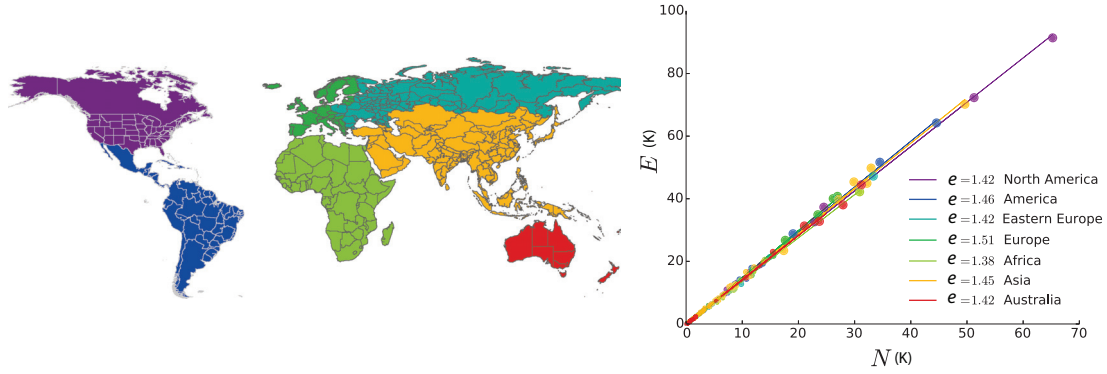 100
80
60
40
20
0
E (K)
e=1.42 North America
e=1.46 America
e=1.42 Eastern Europe
e=1.51 Europe
e=1.38 Africa
e=1.45 Asia
e=1.42 Australia
0 10 20 30 40 50 60 70
N (K)